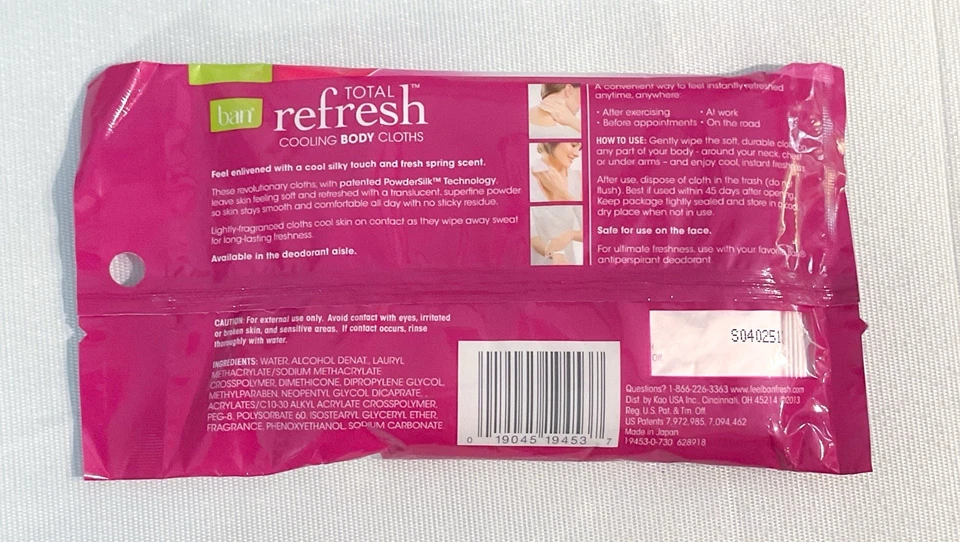 ban®
TOTAL
refresh™
COOLING BODY CLOTHS
Feel enlivened with a cool silky touch and fresh spring scent.
These revolutionary cloths, with patented PowderSilk™ Technology,
leave skin feeling soft and refreshed with a translucent, superfine powder
so skin stays smooth and comfortable all day with no sticky residue.
Lightly-fragranced cloths cool skin on contact as they wipe away sweat
for long-lasting freshness.
Available in the deodorant aisle.
A convenient way to feel instantly refreshed
anytime, anywhere:
• After exercising • At work
• Before appointments • On the road
HOW TO USE: Gently wipe the soft, durable
any part of your body - around your neck, chest
or under arms – and enjoy cool, instant freshness.
After use, dispose of cloth in the trash (do not
flush). Best if used within 45 days after opening.
Keep package tightly sealed and store in a cool,
dry place when not in use.
Safe for use on the face.
For ultimate freshness, use with your favorite Ban®
antiperspirant deodorant
CAUTION: For external use only. Avoid contact with eyes, irritated
or broken skin, and sensitive areas. If contact occurs, rinse
thoroughly with water.
INGREDIENTS: WATER, ALCOHOL DENAT., LAURYL
METHACRYLATE/SODIUM METHACRYLATE
CROSSPOLYMER, DIMETHICONE, DIPROPYLENE GLYCOL,
METHYLPARABEN, NEOPENTYL GLYCOL DICAPRATE,
ACRYLATES/C10-30 ALKYL ACRYLATE CROSSPOLYMER,
PEG-8, POLYSORBATE 60, ISOSTEARYL GLYCERYL ETHER,
FRAGRANCE, PHENOXYETHANOL, SODIUM CARBONATE
0 19045 19453 7
S040251
Questions? 1-866-226-3363 www.feelbanfresh.com
Dist. by Kao USA Inc., Cincinnati, OH 45214 ©2013
Reg. U.S. Pat. & Tm. Off.
US Patents 7,972,985, 7,094,462
Made in Japan
19453-0-730 628918